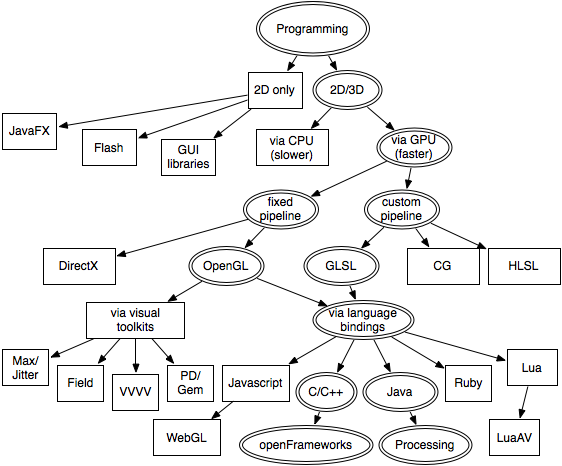 Programming
2D only
2D/3D
JavaFX
Flash
GUI
libraries
via CPU
(slower)
via GPU
(faster)
fixed
pipeline
custom
pipeline
DirectX
OpenGL
GLSL
CG
HLSL
via visual
toolkits
via language
bindings
Max/
Jitter
Field
VVVV
PD/
Gem
Javascript
C/C++
Java
Ruby
Lua
WebGL
openFrameworks
Processing
LuaAV